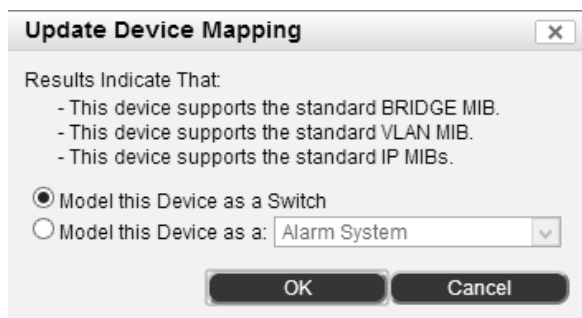 Update Device Mapping
Results Indicate That:
- This device supports the standard BRIDGE MIB.
- This device supports the standard VLAN MIB.
- This device supports the standard IP MIBs.
Model this Device as a Switch
Model this Device as a: Alarm System
OK Cancel